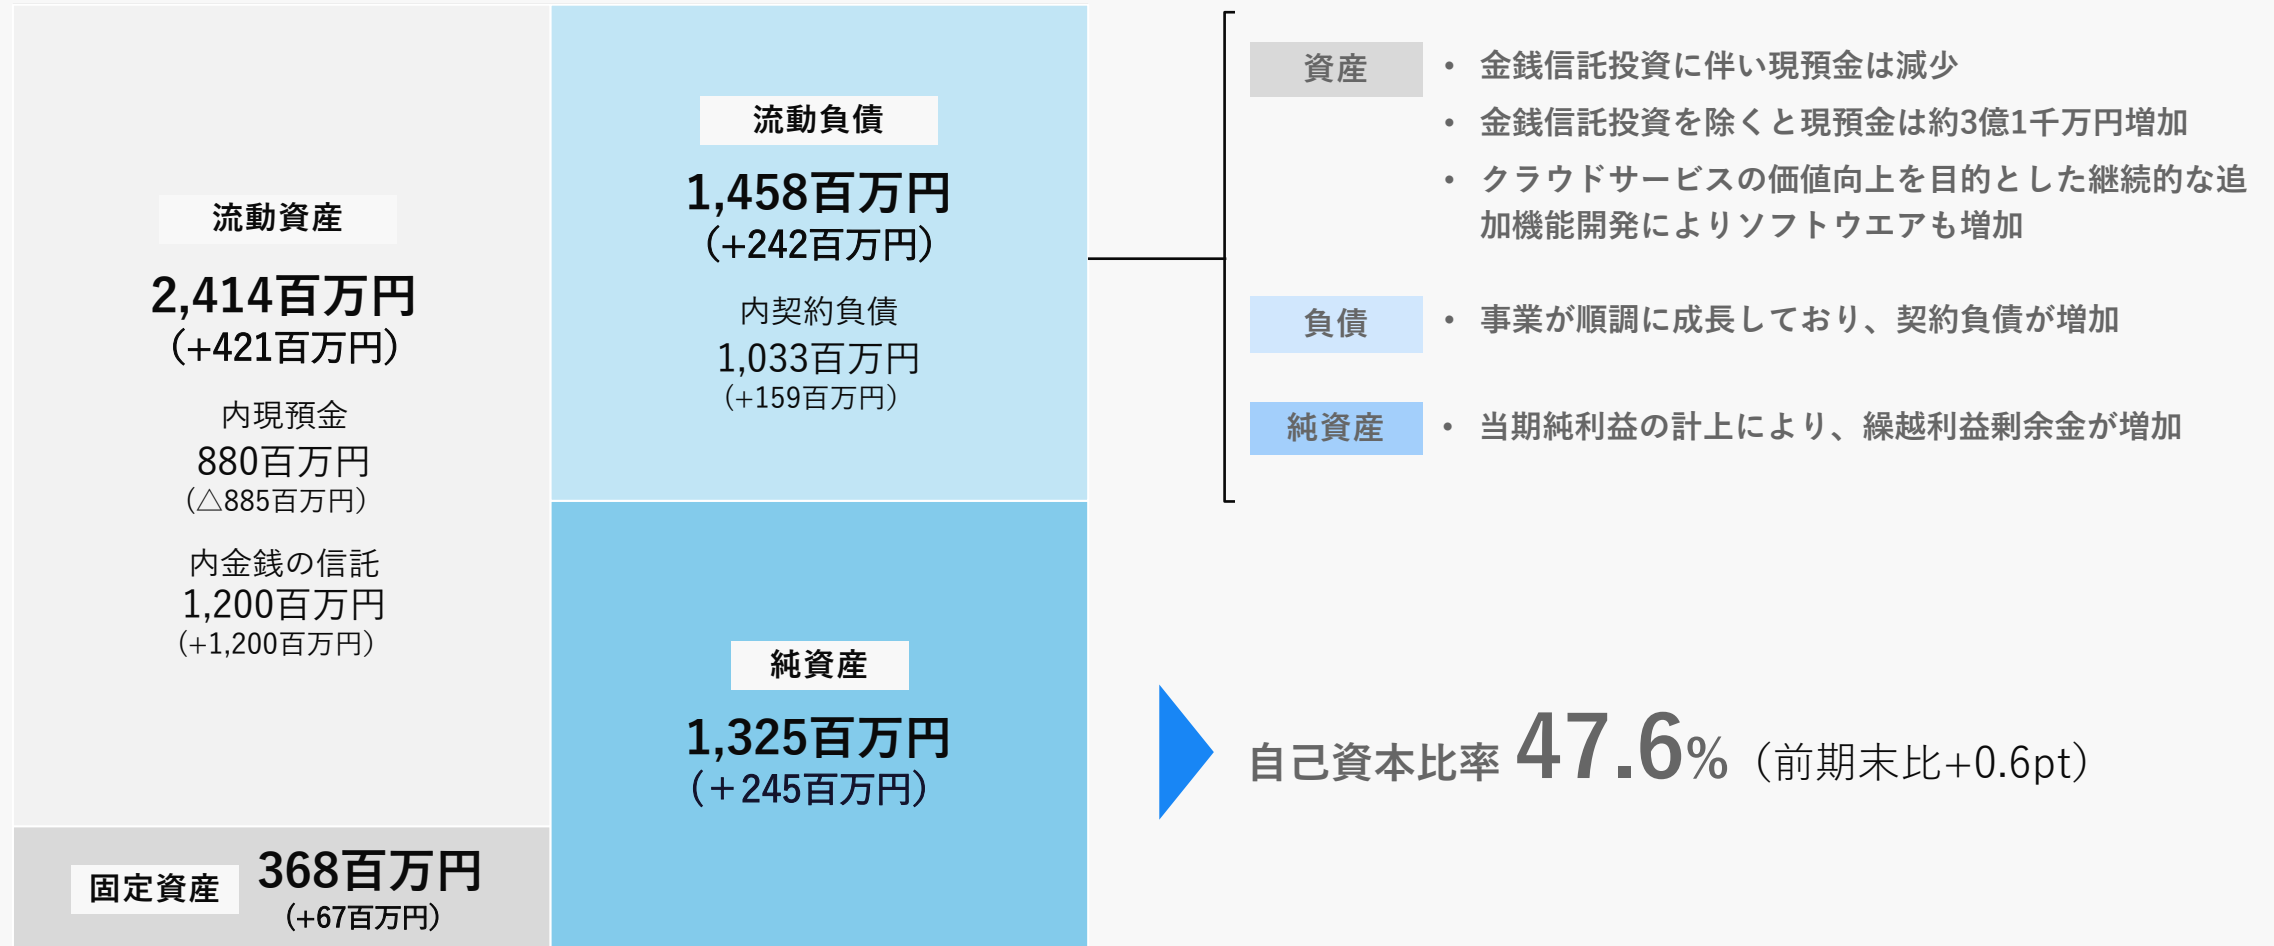 流動資産
2,414百万円
（+421百万円）
内現預金
880百万円
（△885百万円）
内金銭の信託
1,200百万円
（+1,200百万円）
固定資産
368百万円
（+67百万円）
流動負債
1,458百万円
（+242百万円）
内契約負債
1,033百万円
（+159百万円）
純資産
1,325百万円
（＋245百万円）
資産
• 金銭信託投資に伴い現預金は減少
• 金銭信託投資を除くと現預金は約3億1千万円増加
• クラウドサービスの価値向上を目的とした継続的な追
加機能開発によりソフトウエアも増加
負債
• 事業が順調に成長しており、契約負債が増加
純資産
• 当期純利益の計上により、繰越利益剰余金が増加
自己資本比率 47.6%（前期末比+0.6pt）